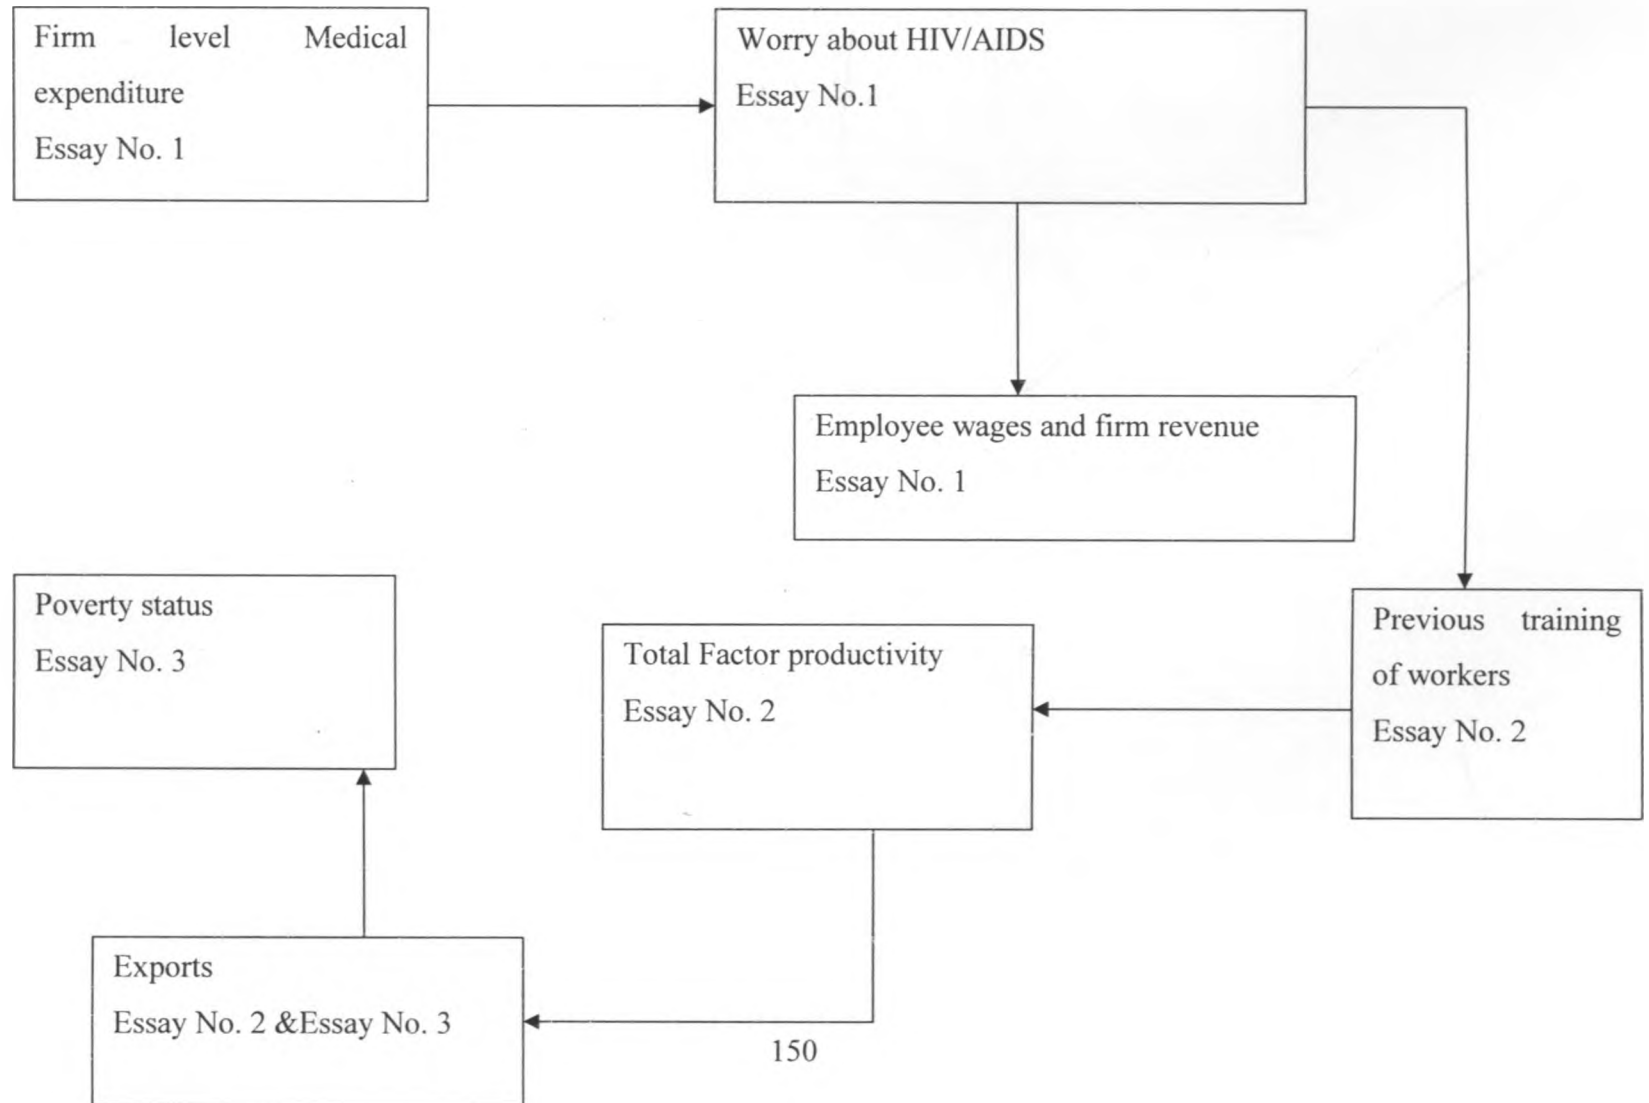 Firm level Medical
expenditure
Essay No. 1
Worry about HIV/AIDS
Essay No.1
Employee wages and firm revenue
Essay No. 1
Previous training
of workers
Essay No. 2
Total Factor productivity
Essay No. 2
Poverty status
Essay No. 3
Exports
Essay No. 2 &Essay No. 3
150